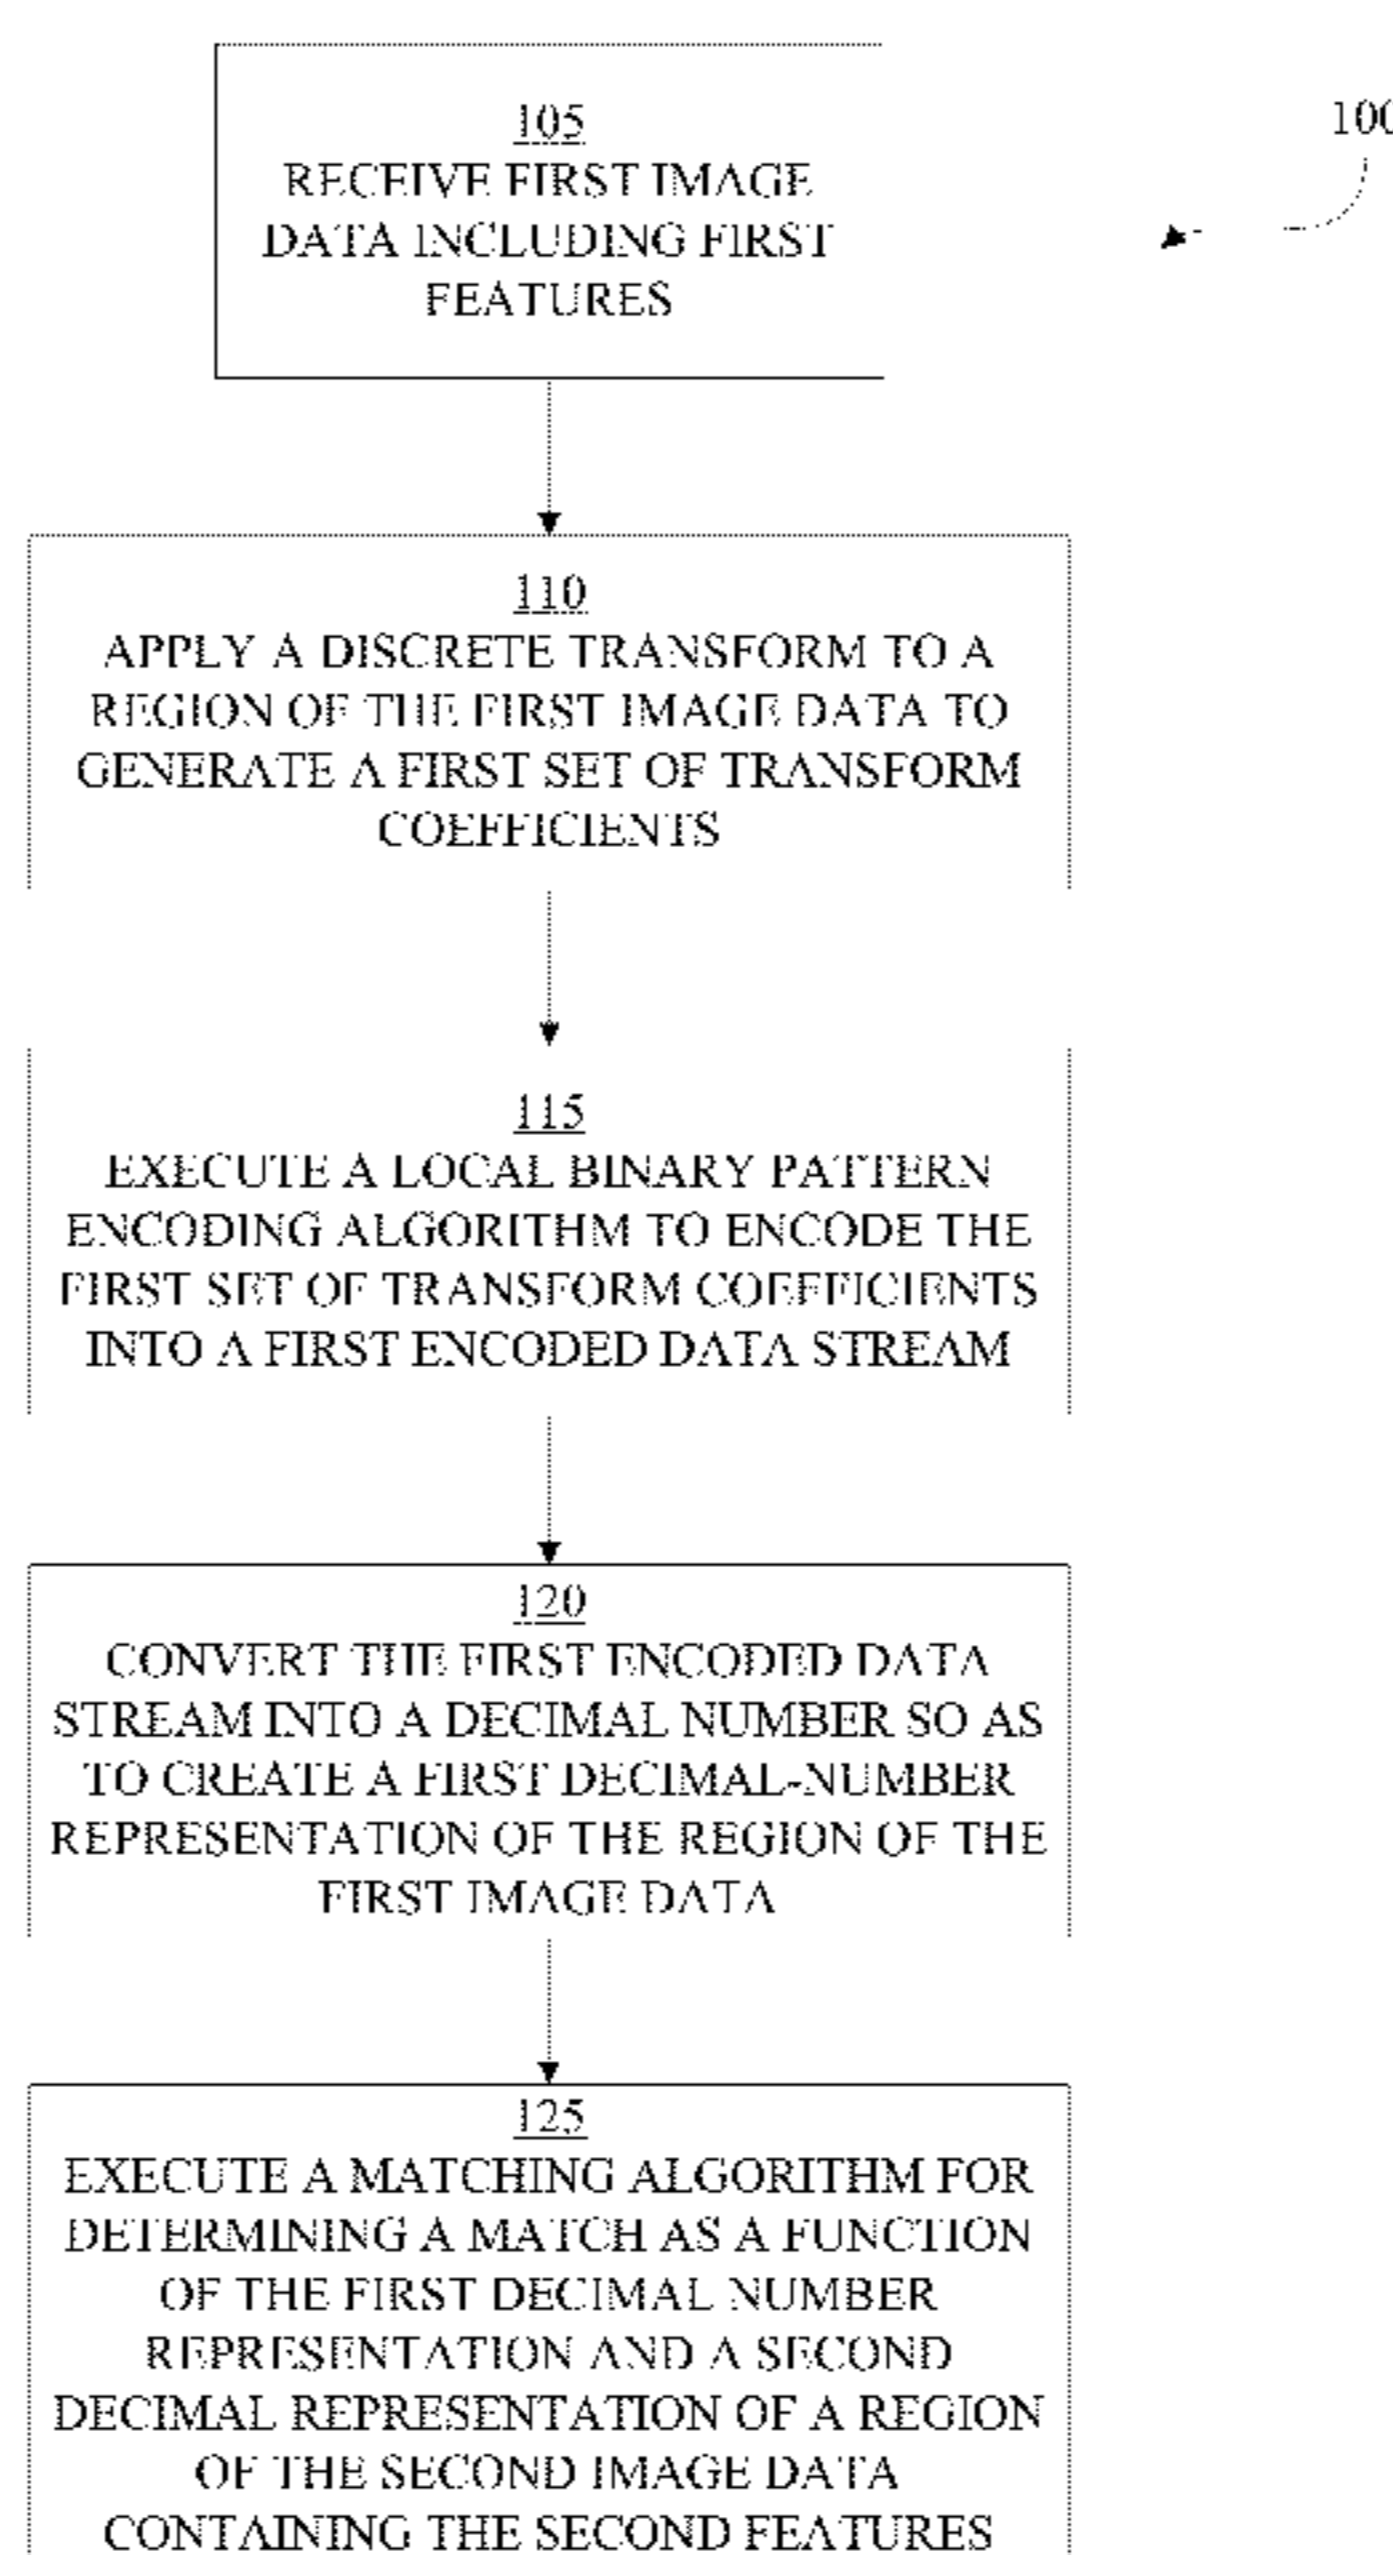 105
RECEIVE FIRST IMAGE
DATA INCLUDING FIRST
FEATURES
100
110
APPLY A DISCRETE TRANSFORM TO A
REGION OF THE FIRST IMAGE DATA TO
GENERATE A FIRST SET OF TRANSFORM
COEFFICIENTS
115
EXECUTE A LOCAL BINARY PATTERN
ENCODING ALGORITHM TO ENCODE THE
FIRST SET OF TRANSFORM COEFFICIENTS
INTO A FIRST ENCODED DATA STREAM
120
CONVERT THE FIRST ENCODED DATA
STREAM INTO A DECIMAL NUMBER SO AS
TO CREATE A FIRST DECIMAL-NUMBER
REPRESENTATION OF THE REGION OF THE
FIRST IMAGE DATA
125
EXECUTE A MATCHING ALGORITHM FOR
DETERMINING A MATCH AS A FUNCTION
OF THE FIRST DECIMAL NUMBER
REPRESENTATION AND A SECOND
DECIMAL REPRESENTATION OF A REGION
OF THE SECOND IMAGE DATA
CONTAINING THE SECOND FEATURES